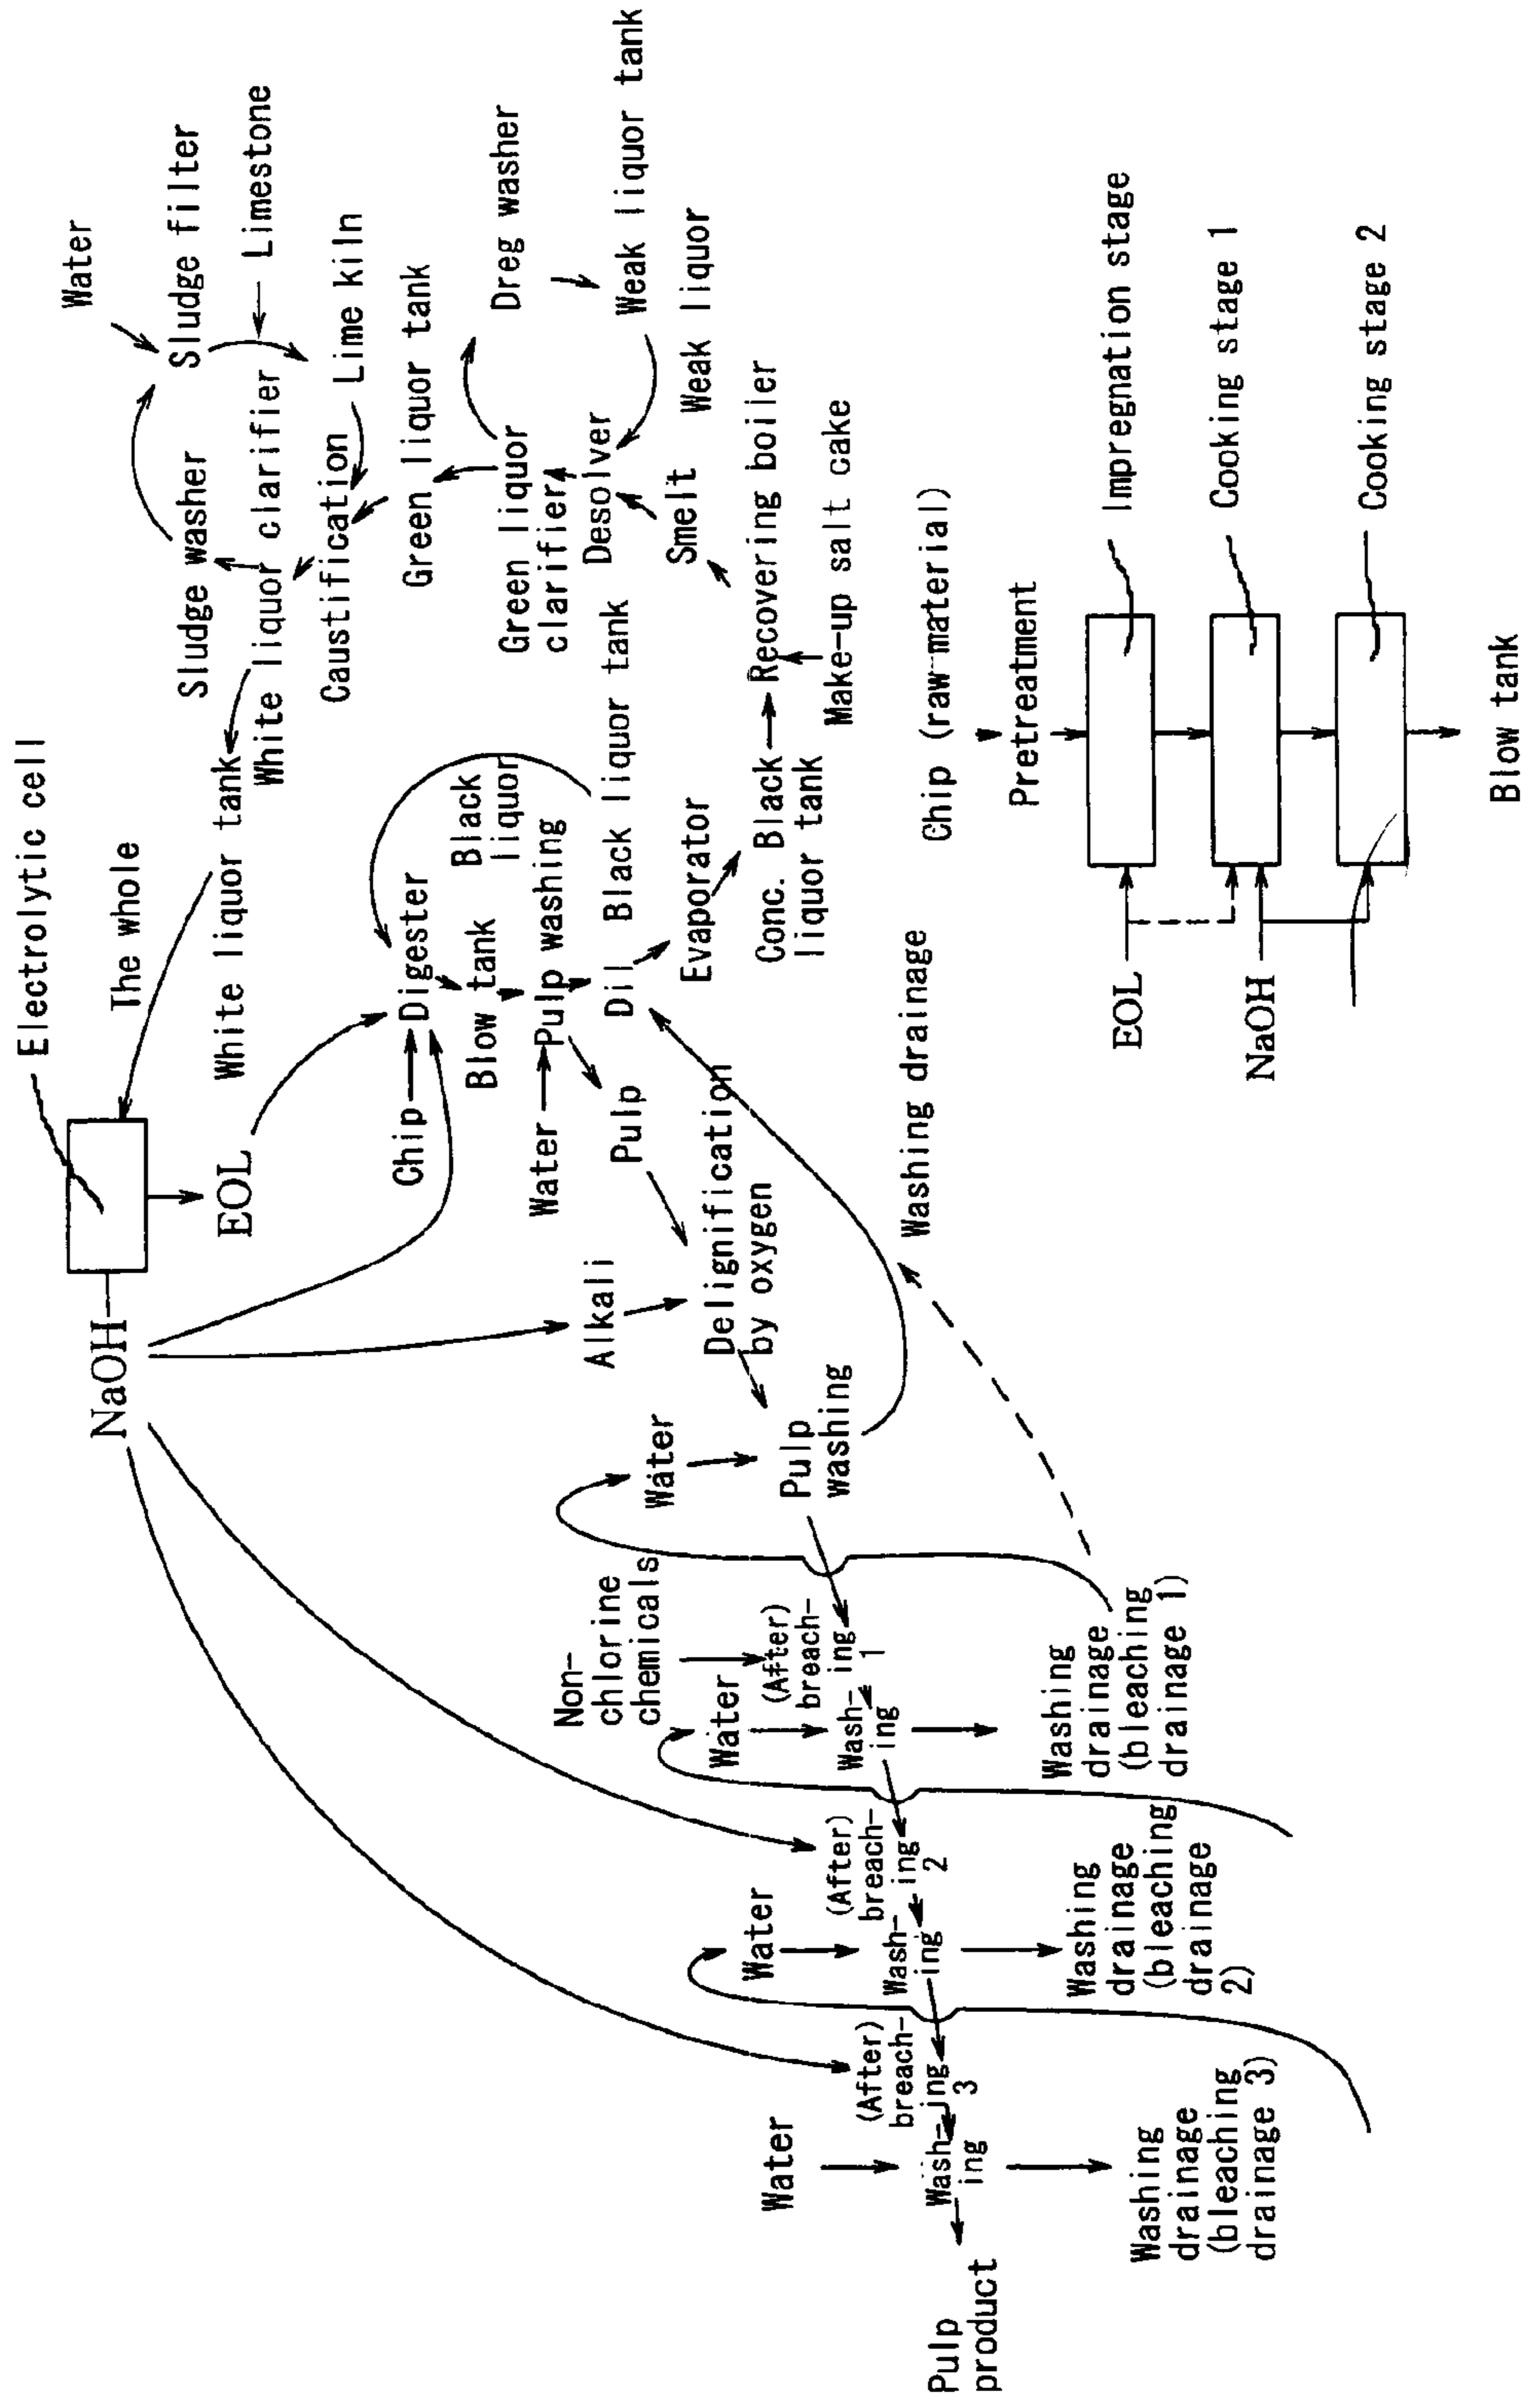 Electrolytic cell
The whole
NaOH
EOL
White liquor tank
White liquor clarifier
Sludge washer
Water
Sludge filter
Limestone
Lime kiln
Caustification
Green liquor tank
Green liquor
clarifier
Dreg washer
Weak liquor tank
Weak liquor
Desolver
Smelt
Recovering boiler
Make-up salt cake
Conc. Black
liquor tank
Evaporator
Dil Black liquor tank
Black
liquor
Chip
Digester
Blow tank
Water
Pulp washing
Pulp
Alkali
Delignification
by oxygen
Water
Pulp
washing
Washing drainage
Non-
chlorine
chemicals
(After)
breach-
ing
1
Water
Wash-
ing
Washing
drainage
(bleaching
drainage 1)
(After)
breach-
ing
2
Water
Wash-
ing
Washing
drainage
(bleaching
drainage
2)
(After)
breach-
ing
3
Water
Wash-
ing
Washing
drainage
(bleaching
drainage 3)
Pulp
product
Chip (raw material)
Pretreatment
Impregnation stage
Cooking stage 1
Cooking stage 2
EOL
NaOH
Blow tank